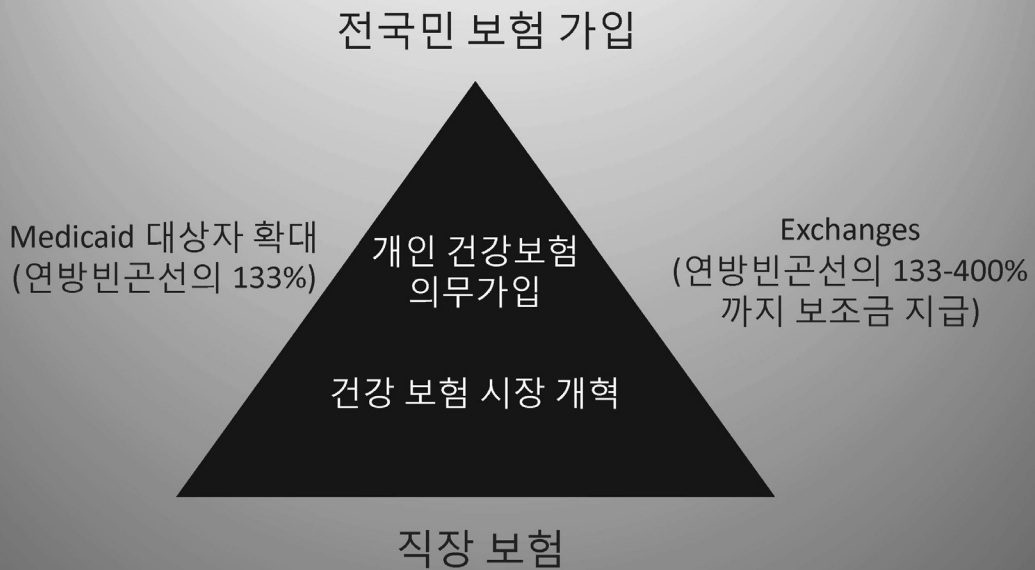 전국민 보험 가입
Medicaid 대상자 확대
(연방빈곤선의 133%)
개인 건강보험
의무가입
Exchanges
(연방빈곤선의 133-400%
까지 보조금 지급)
건강 보험 시장 개혁
직장 보험